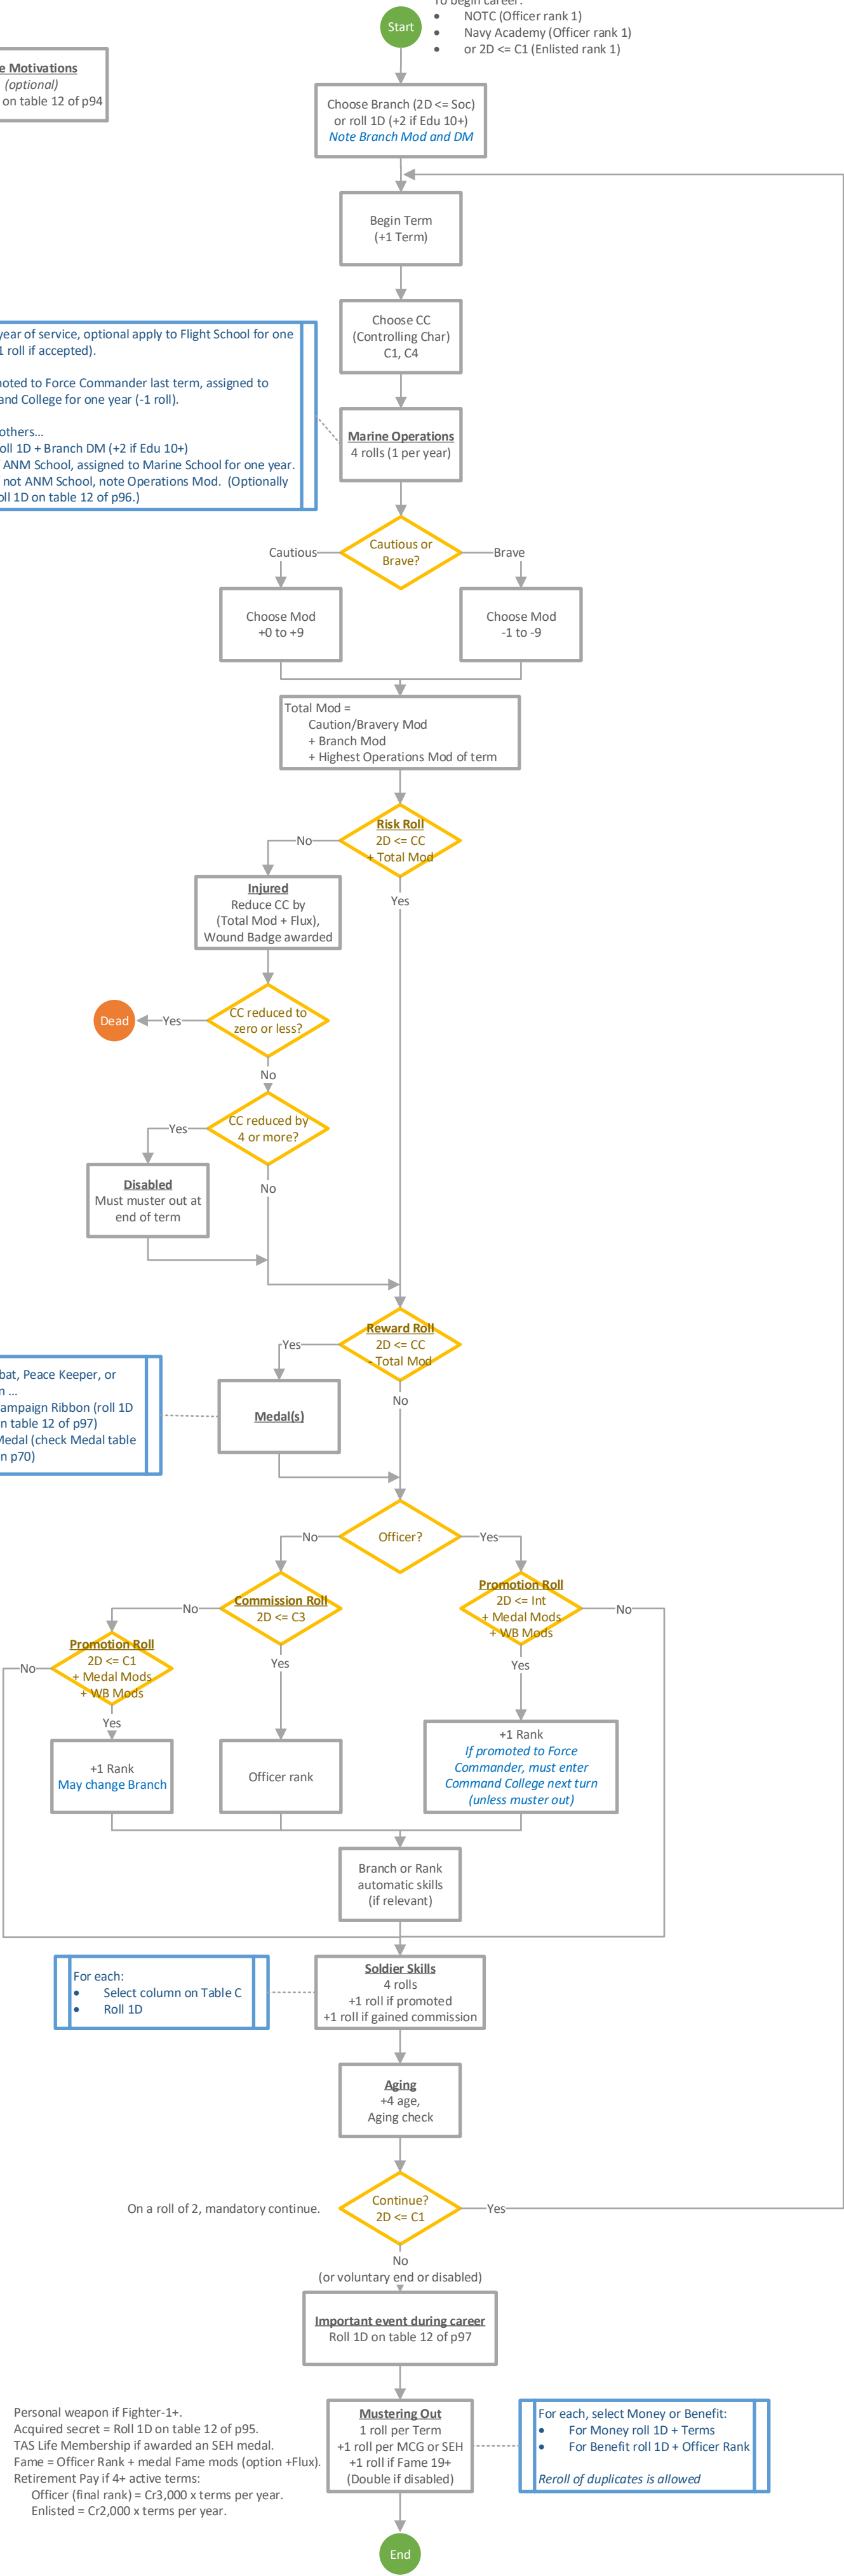 To begin career:
Start
• NOTC (Officer rank 1)
• Navy Academy (Officer rank 1)
• or 2D <= C1 (Enlisted rank 1)
e Motivations
(optional)
on table 12 of p94
Choose Branch (2D <= Soc)
or roll 1D (+2 if Edu 10+)
Note Branch Mod and DM
Begin Term
(+1 Term)
Choose CC
(Controlling Char)
C1, C4
year of service, optional apply to Flight School for one
1 roll if accepted).
noted to Force Commander last term, assigned to
and College for one year (-1 roll).
others...
oll 1D + Branch DM (+2 if Edu 10+)
ANM School, assigned to Marine School for one year.
not ANM School, note Operations Mod. (Optionally
oll 1D on table 12 of p96.)
Marine Operations
4 rolls (1 per year)
Cautious or
Brave?
Cautious
Brave
Choose Mod
+0 to +9
Choose Mod
-1 to -9
Total Mod =
Caution/Bravery Mod
+ Branch Mod
+ Highest Operations Mod of term
Risk Roll
2D <= CC
+ Total Mod
No
Yes
Injured
Reduce CC by
(Total Mod + Flux),
Wound Badge awarded
CC reduced to
zero or less?
Yes
Dead
No
CC reduced by
4 or more?
Yes
No
Disabled
Must muster out at
end of term
Reward Roll
2D <= CC
- Total Mod
Yes
No
bat, Peace Keeper, or
n ...
ampaign Ribbon (roll 1D
n table 12 of p97)
Medal (check Medal table
n p70)
Medal(s)
Officer?
No
Yes
Commission Roll
2D <= C3
Promotion Roll
2D <= Int
+ Medal Mods
+ WB Mods
No
No
Promotion Roll
2D <= C1
+ Medal Mods
+ WB Mods
No
Yes
Yes
Yes
+1 Rank
May change Branch
Officer rank
+1 Rank
If promoted to Force
Commander, must enter
Command College next turn
(unless muster out)
Branch or Rank
automatic skills
(if relevant)
For each:
• Select column on Table C
• Roll 1D
Soldier Skills
4 rolls
+1 roll if promoted
+1 roll if gained commission
Aging
+4 age,
Aging check
On a roll of 2, mandatory continue.
Continue?
2D <= C1
Yes
No
(or voluntary end or disabled)
Important event during career
Roll 1D on table 12 of p97
Personal weapon if Fighter-1+.
Acquired secret = Roll 1D on table 12 of p95.
TAS Life Membership if awarded an SEH medal.
Fame = Officer Rank + medal Fame mods (option +Flux).
Retirement Pay if 4+ active terms:
Officer (final rank) = Cr3,000 x terms per year.
Enlisted = Cr2,000 x terms per year.
Mustering Out
1 roll per Term
+1 roll per MCG or SEH
+1 roll if Fame 19+
(Double if disabled)
For each, select Money or Benefit:
• For Money roll 1D + Terms
• For Benefit roll 1D + Officer Rank
Reroll of duplicates is allowed
End